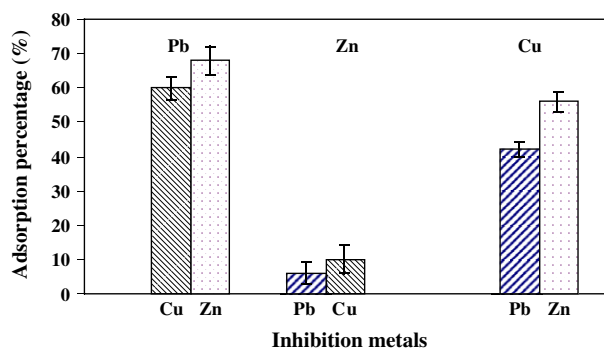 Adsorption percentage (%)
80
70
60
50
40
30
20
10
0
Pb Zn Cu
Cu Zn Pb Cu Pb Zn
Inhibition metals